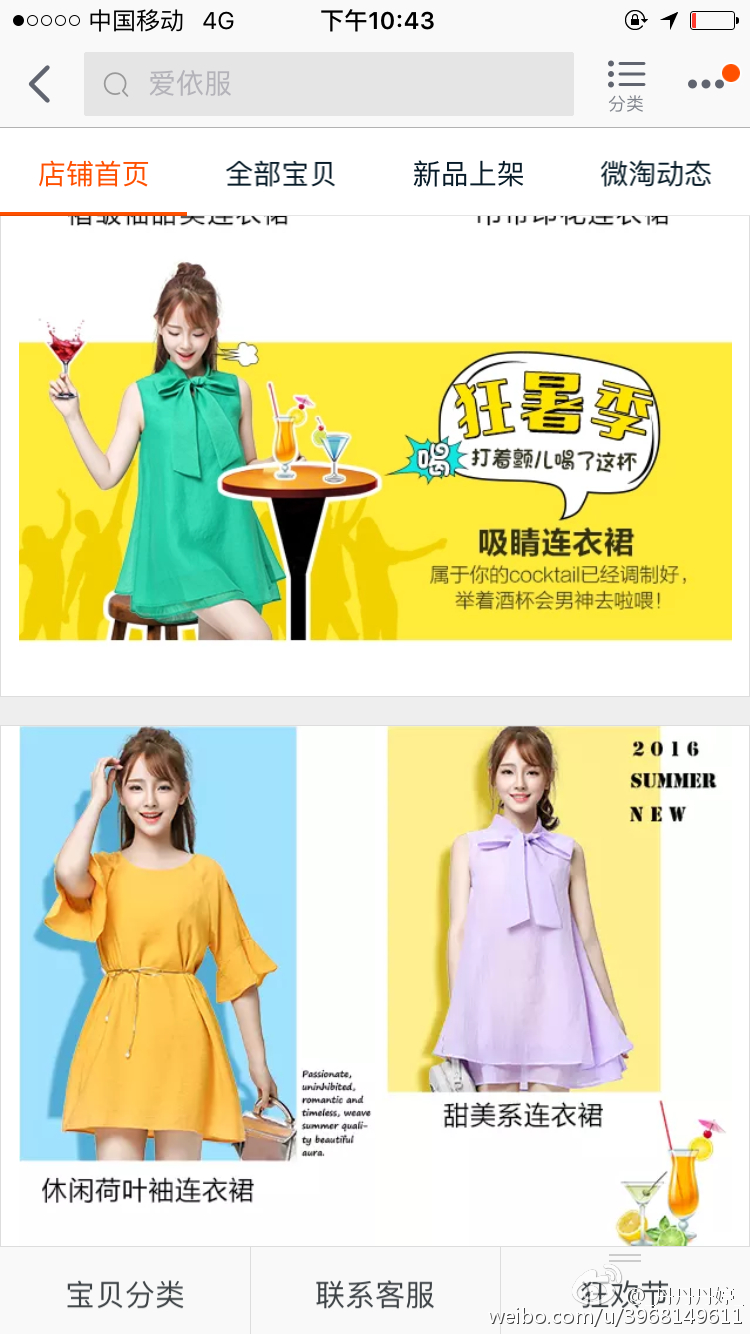 中国移动 4G 下午10:43
爱依服
分类
店铺首页 全部宝贝 新品上架 微淘动态
狂暑季
喝
打着颤儿喝了这杯
吸睛连衣裙
属于你的cocktail已经调制好，
举着酒杯会男神去啦喂！
2016
SUMMER
NEW
Passionate,
uninhibited,
romantic and
timeless, weave
summer quali-
ty beautiful
aura.
甜美系连衣裙
休闲荷叶袖连衣裙
宝贝分类 联系客服 狂欢节
weibo.com/u/3968149611